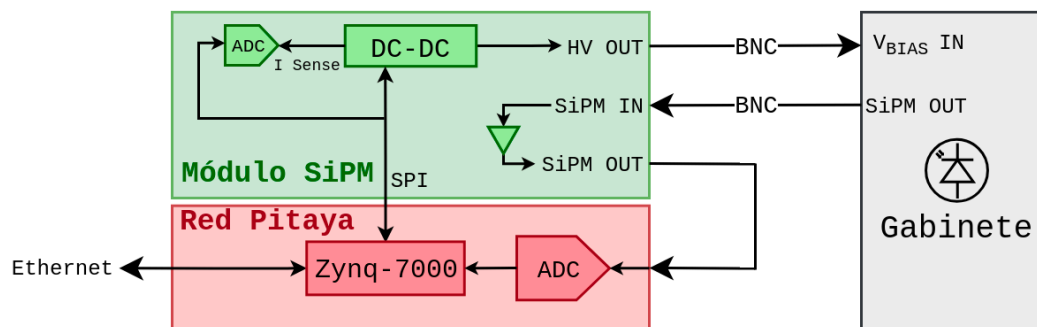 ADC
DC-DC
I Sense
HV OUT
BNC
V_BIAS IN
SiPM IN
BNC
SiPM OUT
SiPM OUT
Módulo SiPM
SPI
Gabinete
Red Pitaya
Ethernet
Zynq-7000
ADC